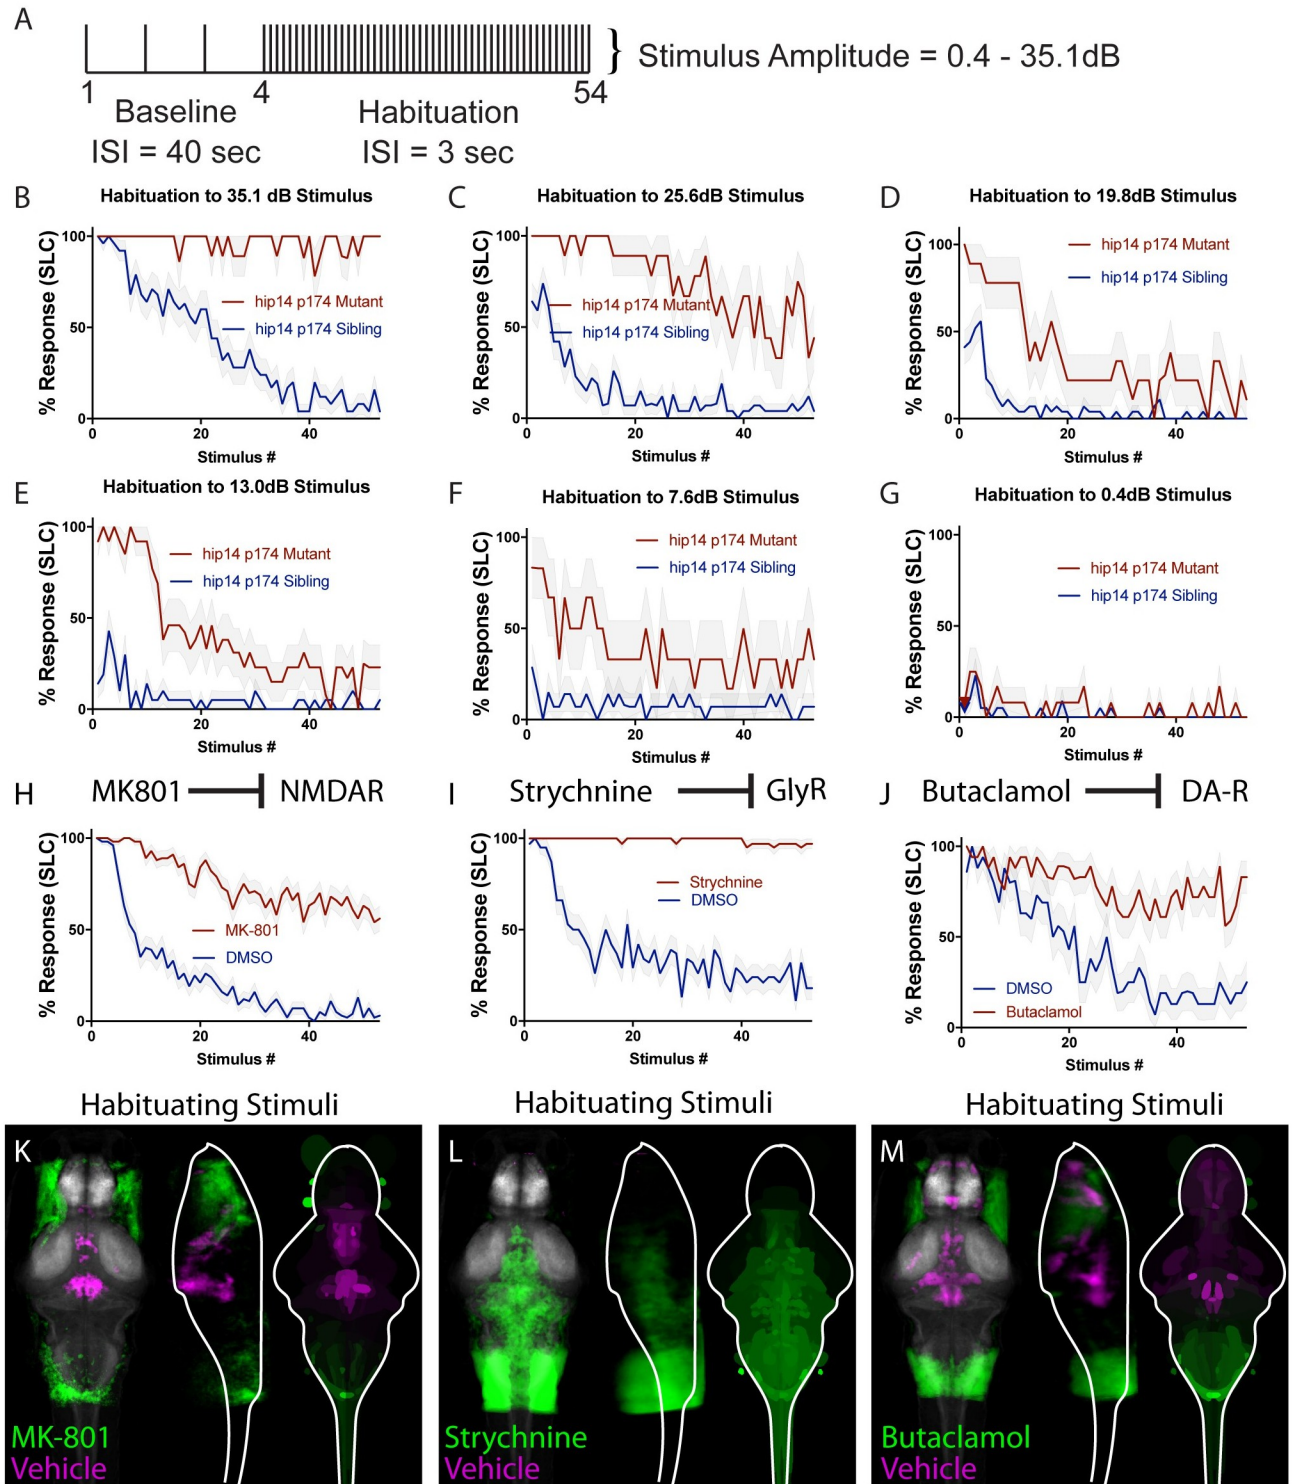 A
Stimulus Amplitude = 0.4 - 35.1dB
1 4 54
Baseline Habituation
ISI = 40 sec ISI = 3 sec
B
Habituation to 35.1 dB Stimulus
% Response (SLC)
100
50
0
hip14 p174 Mutant
hip14 p174 Sibling
0 20 40
Stimulus #
C
Habituation to 25.6dB Stimulus
% Response (SLC)
100
50
0
hip14 p174 Mutant
hip14 p174 Sibling
0 20 40
Stimulus #
D
Habituation to 19.8dB Stimulus
% Response (SLC)
100
50
0
hip14 p174 Mutant
hip14 p174 Sibling
0 20 40
Stimulus #
E
Habituation to 13.0dB Stimulus
% Response (SLC)
100
50
0
hip14 p174 Mutant
hip14 p174 Sibling
0 20 40
Stimulus #
F
Habituation to 7.6dB Stimulus
% Response (SLC)
100
50
0
hip14 p174 Mutant
hip14 p174 Sibling
0 20 40
Stimulus #
G
Habituation to 0.4dB Stimulus
% Response (SLC)
100
50
0
hip14 p174 Mutant
hip14 p174 Sibling
0 20 40
Stimulus #
H
MK801 NMDAR
% Response (SLC)
100
50
0
MK-801
DMSO
0 20 40
Stimulus #
I
Strychnine GlyR
% Response (SLC)
100
50
0
Strychnine
DMSO
0 20 40
Stimulus #
J
Butaclamol DA-R
% Response (SLC)
100
50
0
DMSO
Butaclamol
0 20 40
Stimulus #
Habituating Stimuli
K
MK-801
Vehicle
Habituating Stimuli
L
Strychnine
Vehicle
Habituating Stimuli
M
Butaclamol
Vehicle